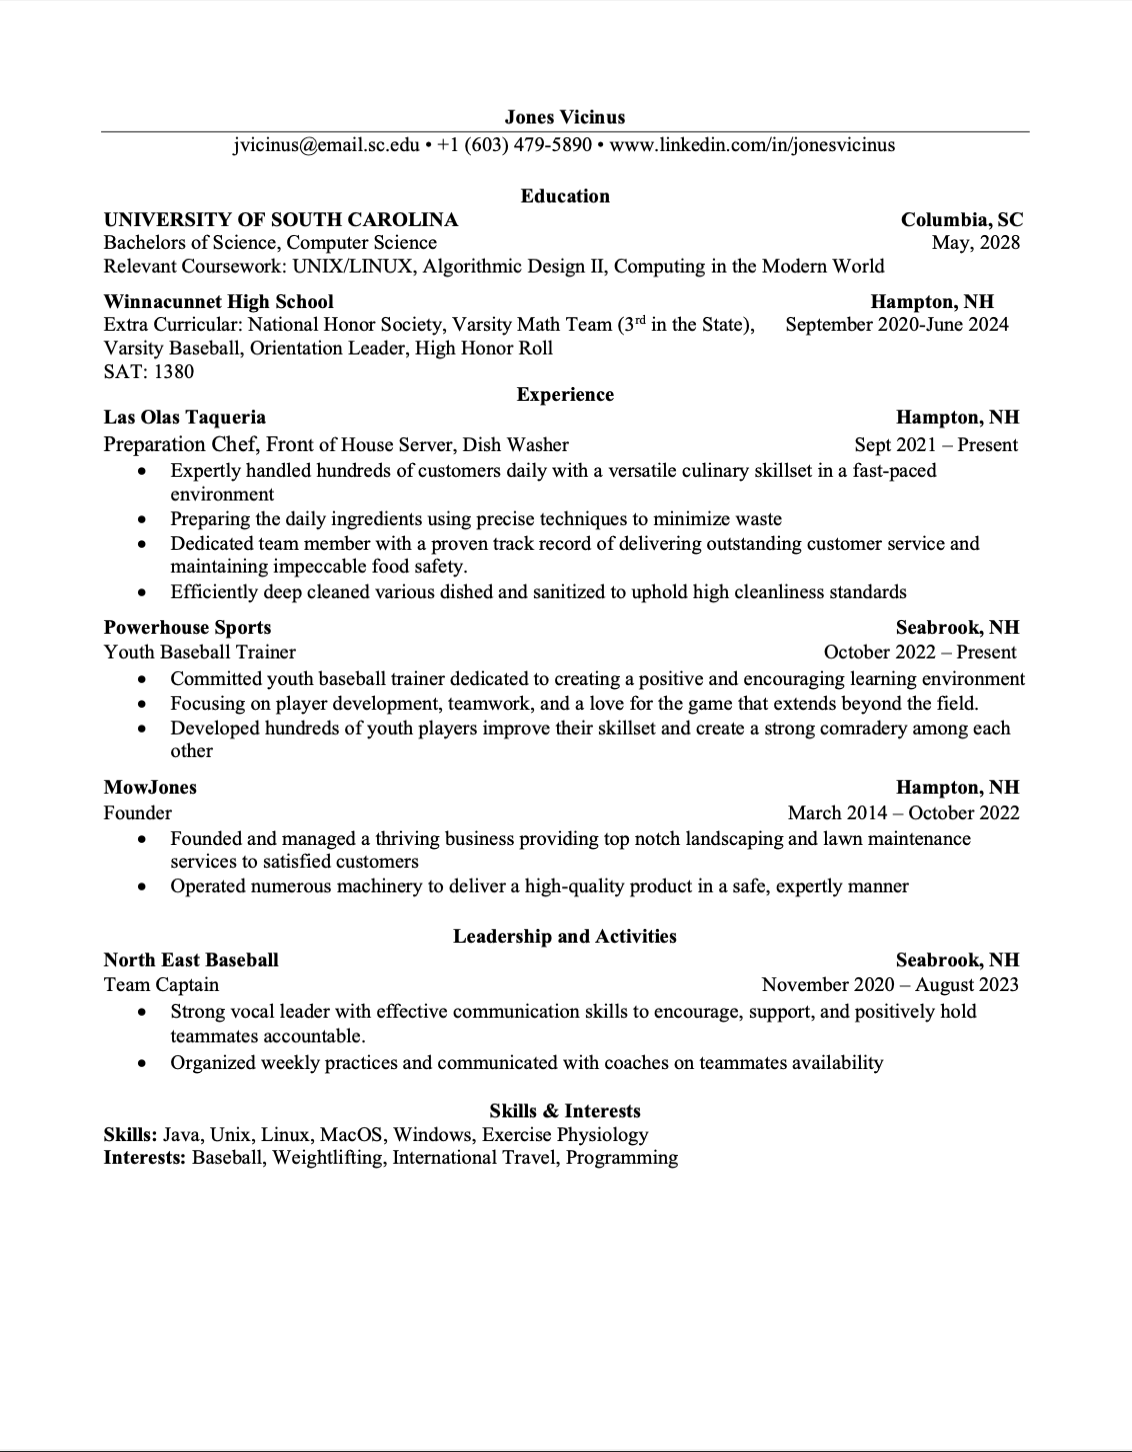 Jones Vicinus
jvicinus@email.sc.edu • +1 (603) 479-5890 • www.linkedin.com/in/jonesvicinus
Education
UNIVERSITY OF SOUTH CAROLINA Columbia, SC
Bachelors of Science, Computer Science May, 2028
Relevant Coursework: UNIX/LINUX, Algorithmic Design II, Computing in the Modern World
Winnacunnet High School Hampton, NH
Extra Curricular: National Honor Society, Varsity Math Team (3rd in the State), September 2020-June 2024
Varsity Baseball, Orientation Leader, High Honor Roll
SAT: 1380
Experience
Las Olas Taqueria Hampton, NH
Preparation Chef, Front of House Server, Dish Washer Sept 2021 – Present
• Expertly handled hundreds of customers daily with a versatile culinary skillset in a fast-paced
environment
• Preparing the daily ingredients using precise techniques to minimize waste
• Dedicated team member with a proven track record of delivering outstanding customer service and
maintaining impeccable food safety.
• Efficiently deep cleaned various dished and sanitized to uphold high cleanliness standards
Powerhouse Sports Seabrook, NH
Youth Baseball Trainer October 2022 – Present
• Committed youth baseball trainer dedicated to creating a positive and encouraging learning environment
• Focusing on player development, teamwork, and a love for the game that extends beyond the field.
• Developed hundreds of youth players improve their skillset and create a strong comradery among each
other
MowJones Hampton, NH
Founder March 2014 – October 2022
• Founded and managed a thriving business providing top notch landscaping and lawn maintenance
services to satisfied customers
• Operated numerous machinery to deliver a high-quality product in a safe, expertly manner
Leadership and Activities
North East Baseball Seabrook, NH
Team Captain November 2020 – August 2023
• Strong vocal leader with effective communication skills to encourage, support, and positively hold
teammates accountable.
• Organized weekly practices and communicated with coaches on teammates availability
Skills & Interests
Skills: Java, Unix, Linux, MacOS, Windows, Exercise Physiology
Interests: Baseball, Weightlifting, International Travel, Programming